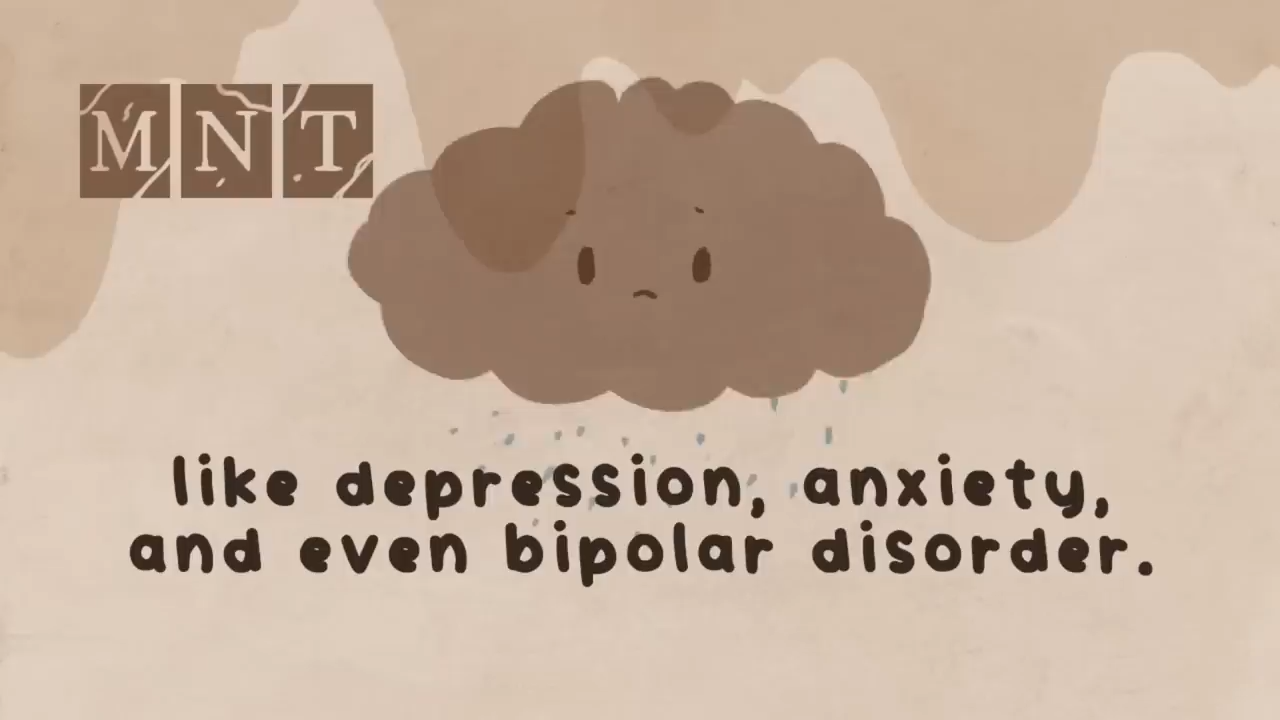 MNT
like depression, anxiety,
and even bipolar disorder.